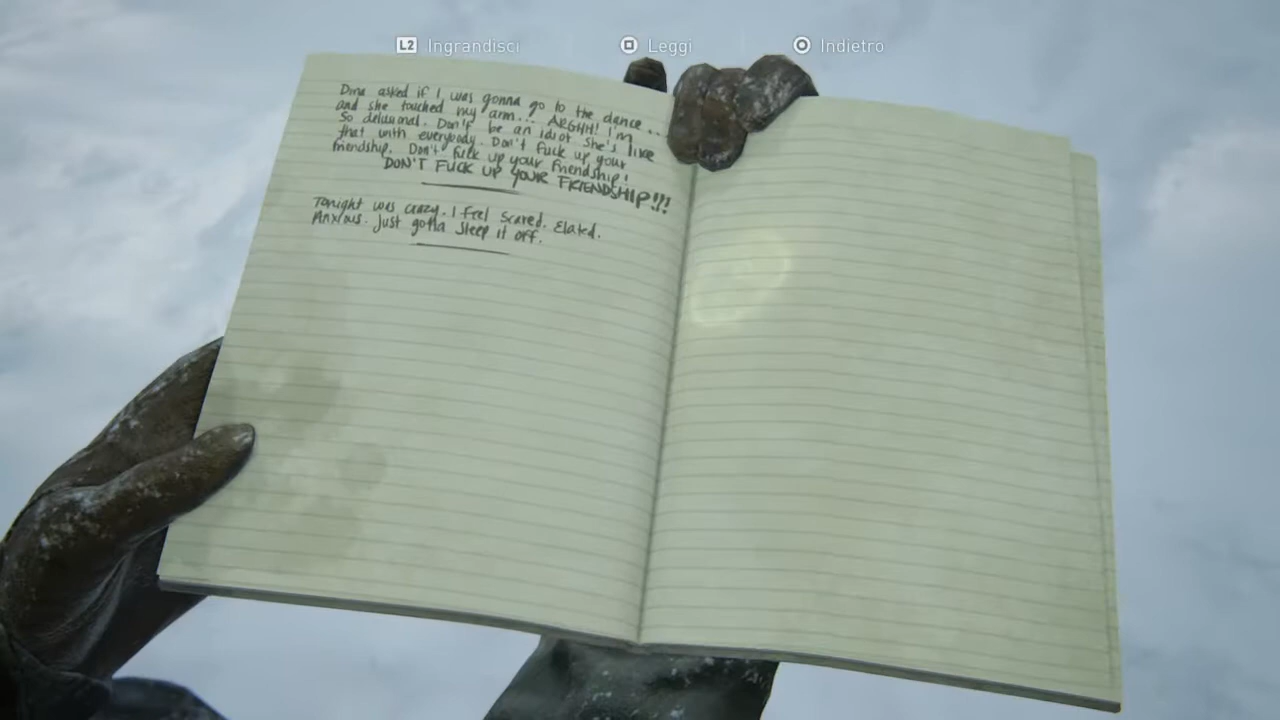 L2 Ingrandisci
Leggi
Indietro
Dina asked if I was gonna go to the dance...
and she touched my arm... ARGHH! I'm
so delusional. Don't be an idiot. She's like
that with everybody. Don't fuck up your
friendship. Don't fuck up your friendship!
DON'T FUCK UP YOUR FRIENDSHIP!!!
Tonight was crazy. I feel scared. Elated.
Anxious. Just gotta sleep it off.